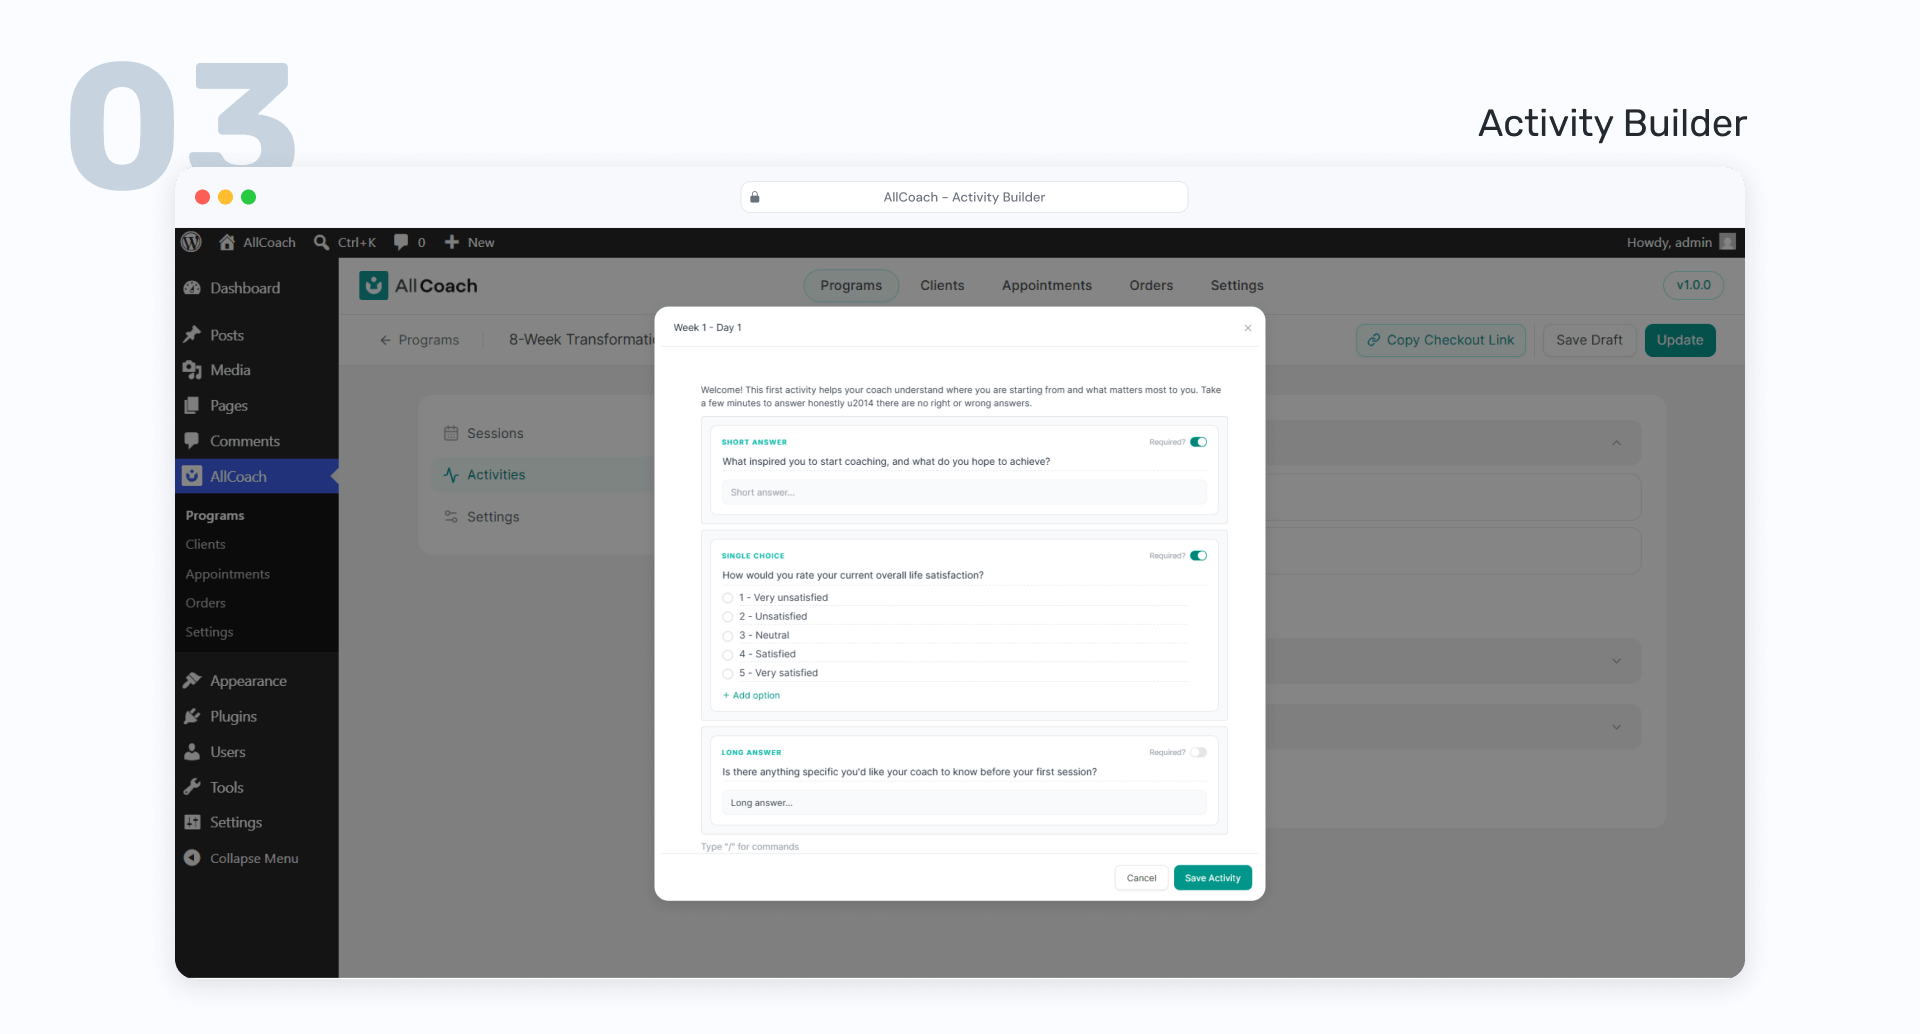 03
Activity Builder
AllCoach – Activity Builder
AllCoach
Ctrl+K
0
New
Howdy, admin
Dashboard
Posts
Media
Pages
Comments
AllCoach
Programs
Clients
Appointments
Orders
Settings
Appearance
Plugins
Users
Tools
Settings
Collapse Menu
AllCoach
Programs
Clients
Appointments
Orders
Settings
v1.0.0
Programs
8-Week Transformatio
Copy Checkout Link
Save Draft
Update
Sessions
Activities
Settings
Week 1 - Day 1
Welcome! This first activity helps your coach understand where you are starting from and what matters most to you. Take
a few minutes to answer honestly u2014 there are no right or wrong answers.
SHORT ANSWER
Required?
What inspired you to start coaching, and what do you hope to achieve?
Short answer...
SINGLE CHOICE
Required?
How would you rate your current overall life satisfaction?
1 - Very unsatisfied
2 - Unsatisfied
3 - Neutral
4 - Satisfied
5 - Very satisfied
+ Add option
LONG ANSWER
Required?
Is there anything specific you'd like your coach to know before your first session?
Long answer...
Type "/" for commands
Cancel
Save Activity